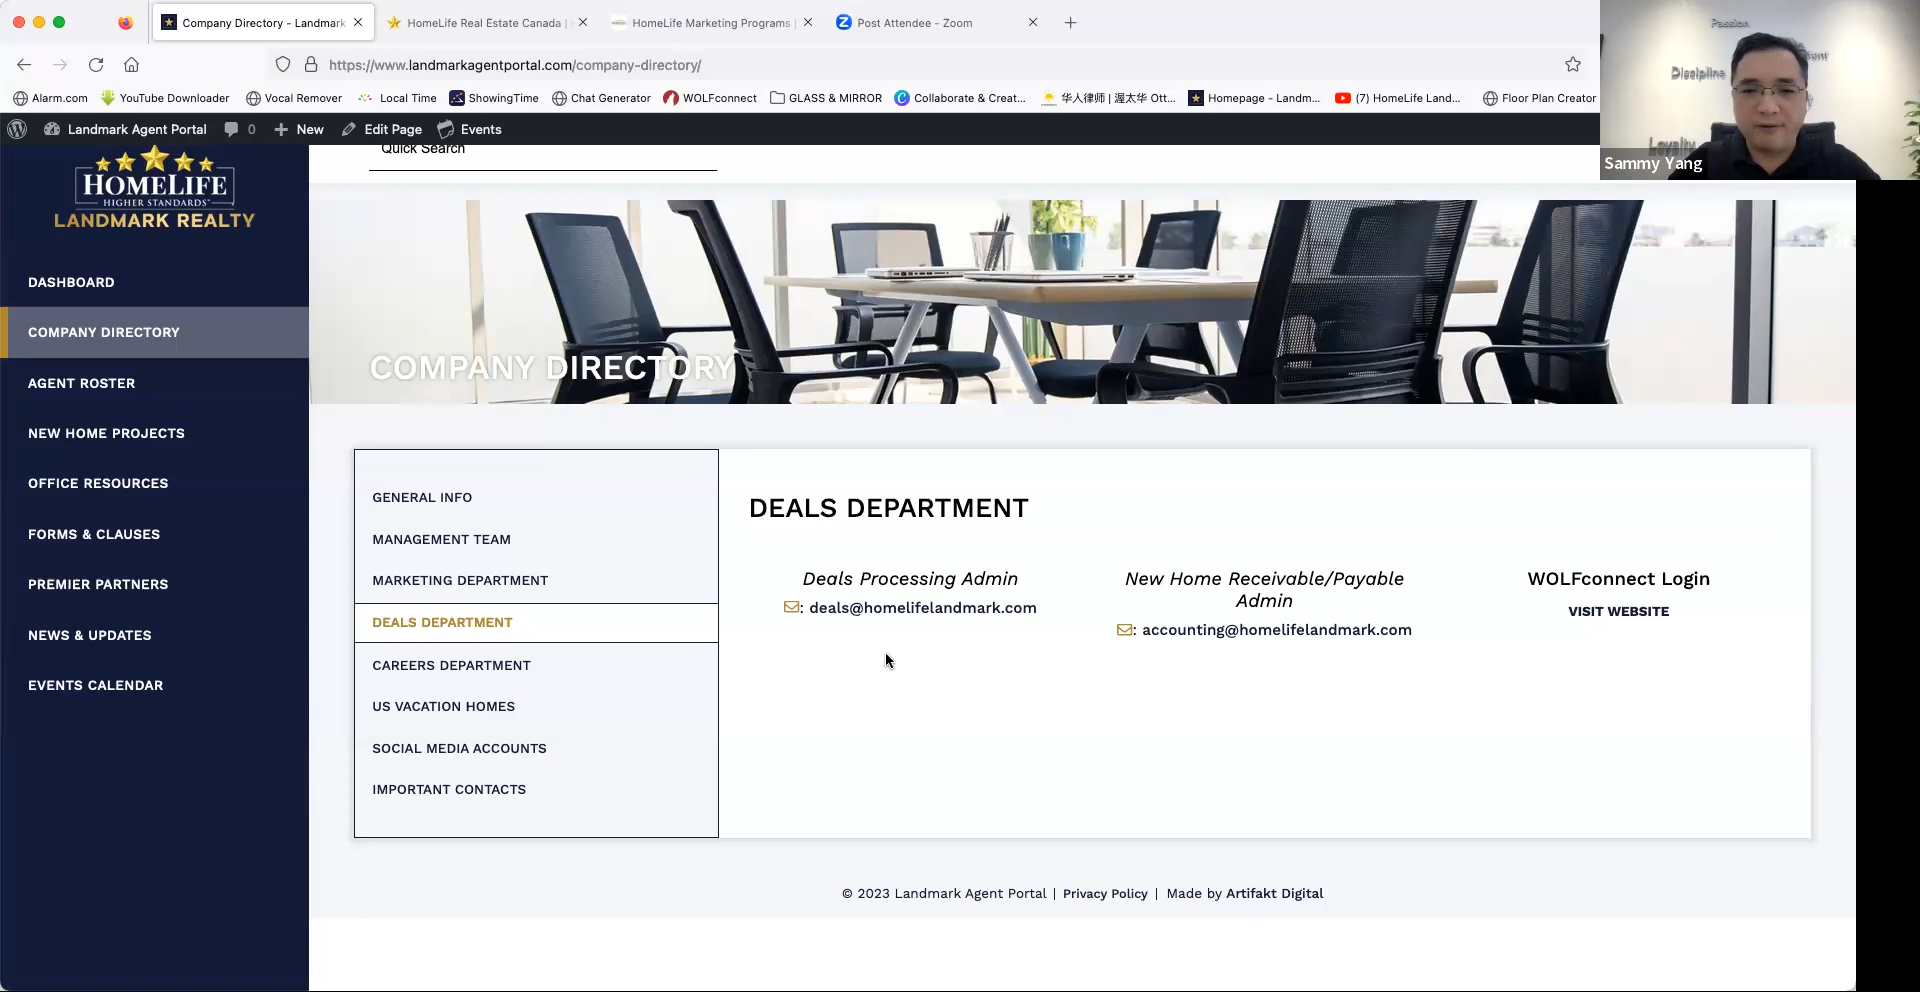 Company Directory - Landmark
HomeLife Real Estate Canada |
HomeLife Marketing Programs |
Post Attendee - Zoom
https://www.landmarkagentportal.com/company-directory/
Alarm.com
YouTube Downloader
Vocal Remover
Local Time
ShowingTime
Chat Generator
WOLFconnect
GLASS & MIRROR
Collaborate & Creat...
华人律师 | 渥太华 Ott...
Homepage - Landm...
(7) HomeLife Land...
Floor Plan Creator
Landmark Agent Portal
0
New
Edit Page
Events
Passion
Discipline
Loyalty
Sammy Yang
Quick Search
HOMELIFE
HIGHER STANDARDS
LANDMARK REALTY
DASHBOARD
COMPANY DIRECTORY
AGENT ROSTER
NEW HOME PROJECTS
OFFICE RESOURCES
FORMS & CLAUSES
PREMIER PARTNERS
NEWS & UPDATES
EVENTS CALENDAR
COMPANY DIRECTORY
GENERAL INFO
MANAGEMENT TEAM
MARKETING DEPARTMENT
DEALS DEPARTMENT
CAREERS DEPARTMENT
US VACATION HOMES
SOCIAL MEDIA ACCOUNTS
IMPORTANT CONTACTS
DEALS DEPARTMENT
Deals Processing Admin
: deals@homelifelandmark.com
New Home Receivable/Payable
Admin
: accounting@homelifelandmark.com
WOLFconnect Login
VISIT WEBSITE
© 2023 Landmark Agent Portal | Privacy Policy | Made by Artifakt Digital